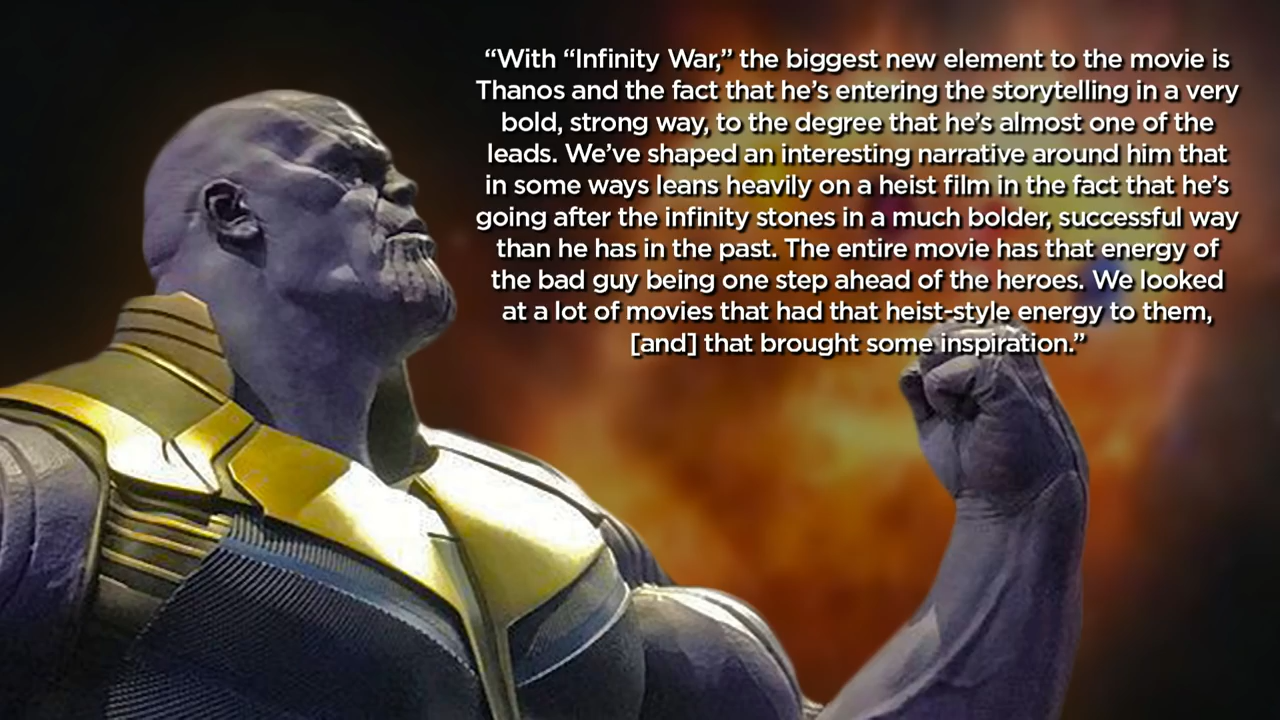 “With “Infinity War,” the biggest new element to the movie is
Thanos and the fact that he’s entering the storytelling in a very
bold, strong way, to the degree that he’s almost one of the
leads. We’ve shaped an interesting narrative around him that
in some ways leans heavily on a heist film in the fact that he’s
going after the infinity stones in a much bolder, successful way
than he has in the past. The entire movie has that energy of
the bad guy being one step ahead of the heroes. We looked
at a lot of movies that had that heist-style energy to them,
[and] that brought some inspiration.”